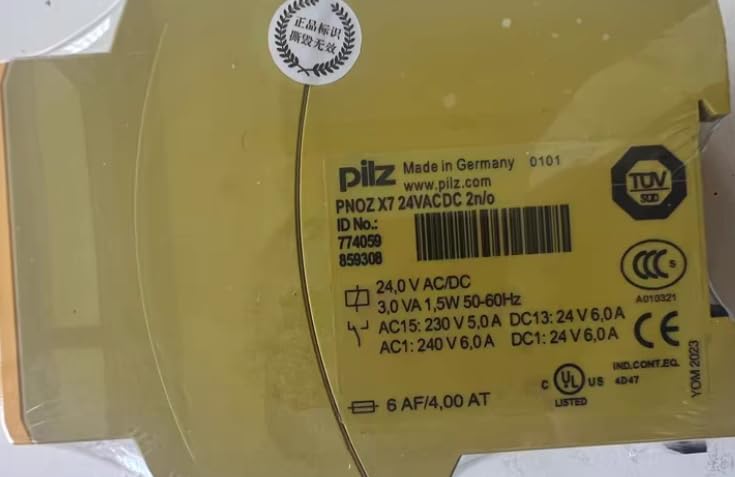 正品标识
撕毁无效
pilz Made in Germany 0101
www.pilz.com
PNOZ X7 24VACDC 2n/o
ID No.:
774059
859308
TÜV
SÜD
CCC S
A010321
24,0 V AC/DC
3,0 VA 1,5W 50-60Hz
AC15: 230 V 5,0 A DC13: 24 V 6,0 A
AC1: 240 V 6,0 A DC1: 24 V 6,0 A
CE
6 AF/4,00 AT
C UL US
LISTED
IND.CONT.EQ.
4D47
YOM 2023